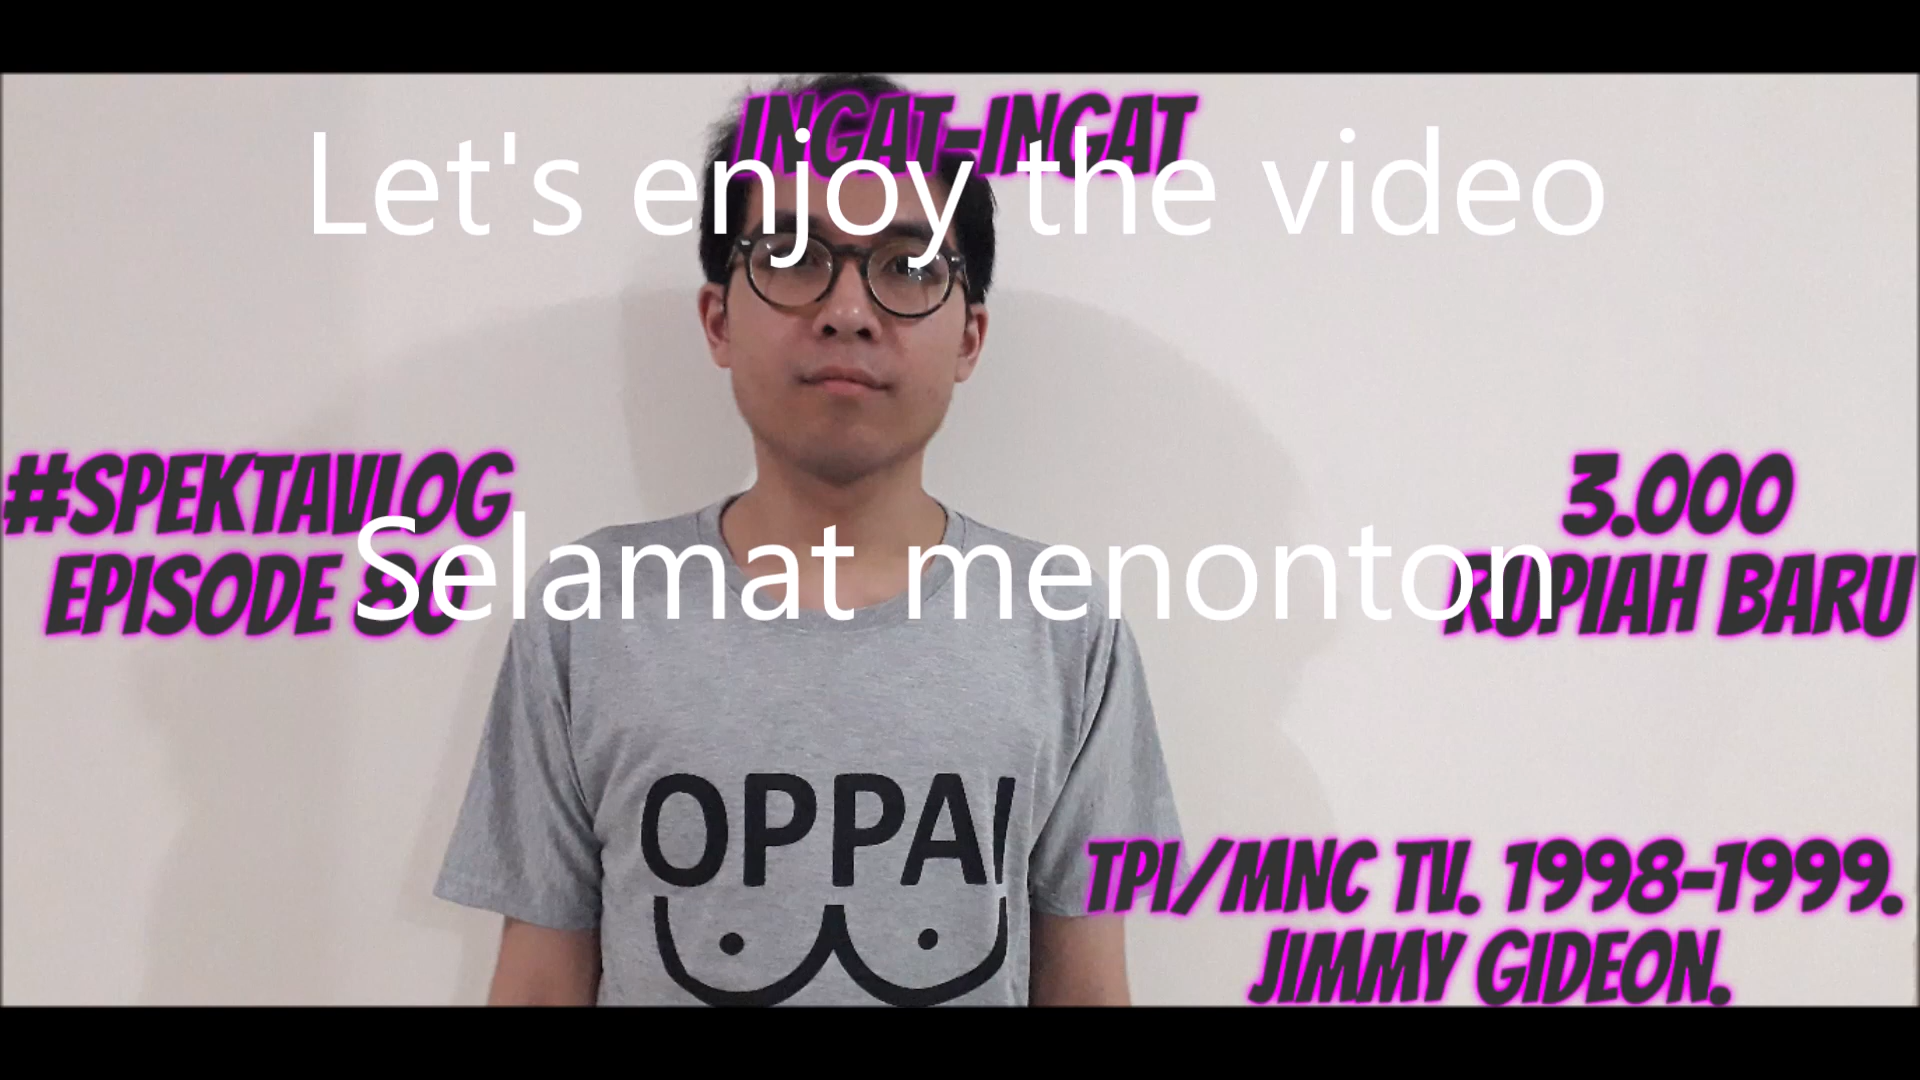 INGAT-INGAT
Let's enjoy the video
#SPEKTAVLOG
EPISODE 80
3.000
RUPIAH BARU
Selamat menonton
OPPAI
TPI/MNC TV. 1998-1999.
JIMMY GIDEON.